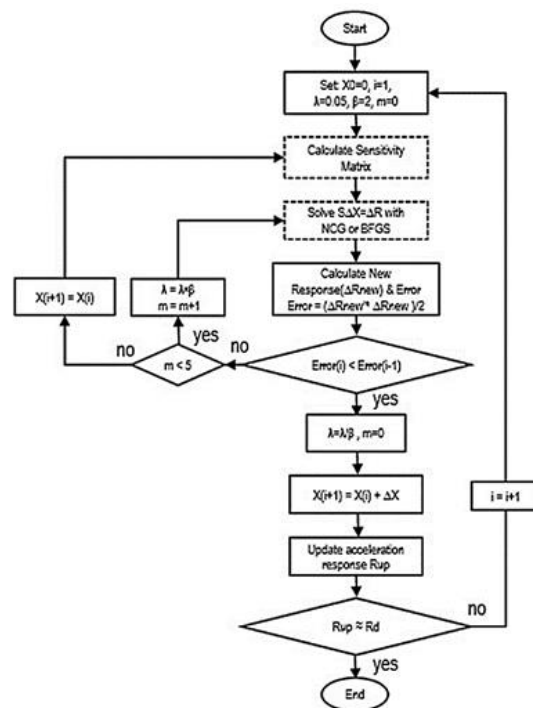 Start
Set: X0=0, i=1,
λ=0.05, β=2, m=0
Calculate Sensitivity
Matrix
Solve SΔX=ΔR with
NCG or BFGS
Calculate New
Response(ΔRnew) & Error
Error = (ΔRnew'* ΔRnew )/2
X(i+1) = X(i)
λ = λ*β
m = m+1
yes
no
m < 5
no
Error(i) < Error(i-1)
yes
λ=λ/β , m=0
X(i+1) = X(i) + ΔX
i = i+1
Update acceleration
response Rup
no
Rup ≈ Rd
yes
End